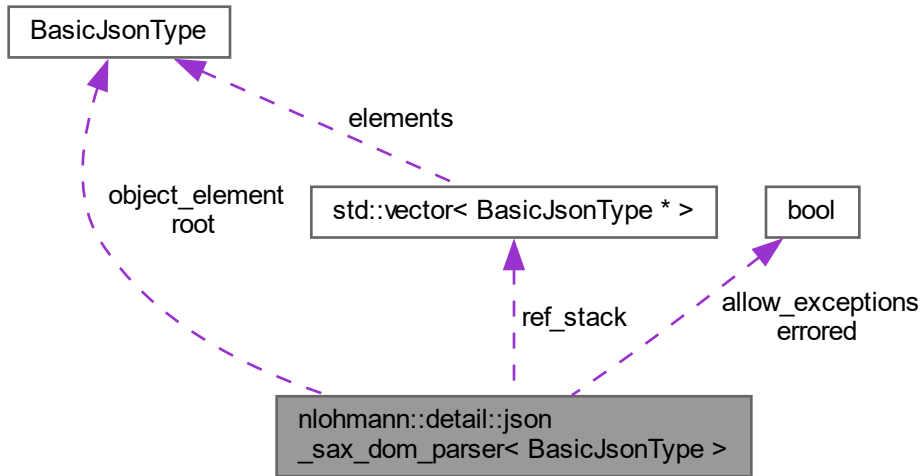 BasicJsonType
elements
object_element
root
std::vector< BasicJsonType * >
bool
ref_stack
allow_exceptions
errored
nlohmann::detail::json
_sax_dom_parser< BasicJsonType >